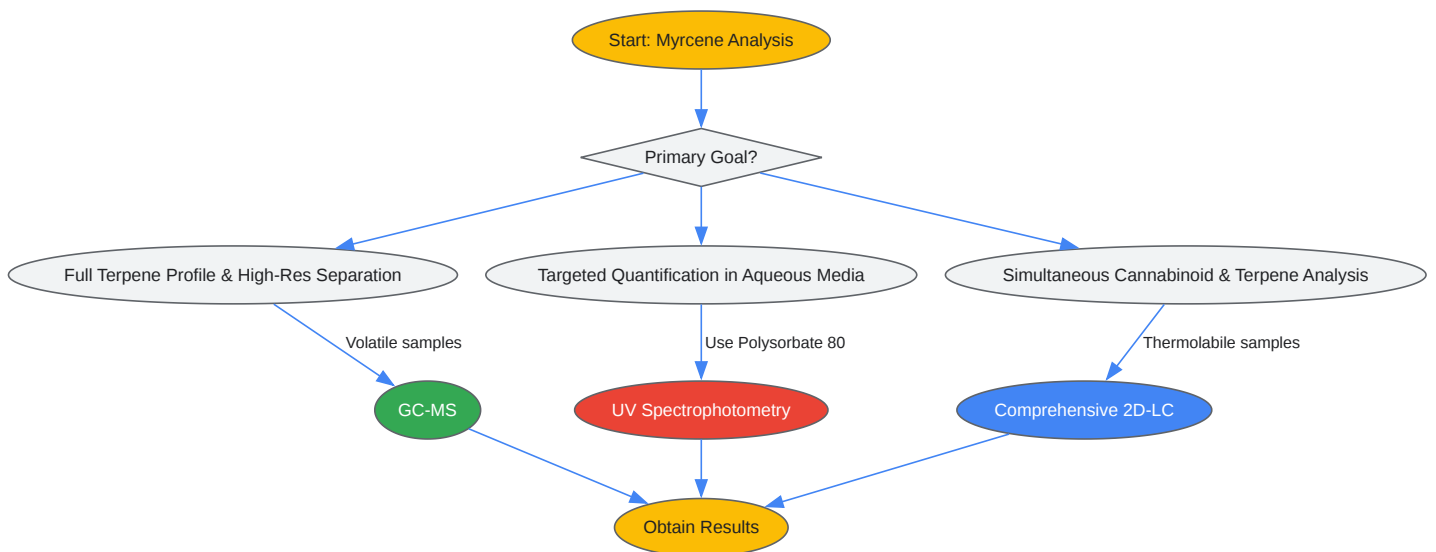 Start: Myrcene Analysis
Primary Goal?
Full Terpene Profile & High-Res Separation
Targeted Quantification in Aqueous Media
Simultaneous Cannabinoid & Terpene Analysis
Volatile samples
Use Polysorbate 80
Thermolabile samples
GC-MS
UV Spectrophotometry
Comprehensive 2D-LC
Obtain Results